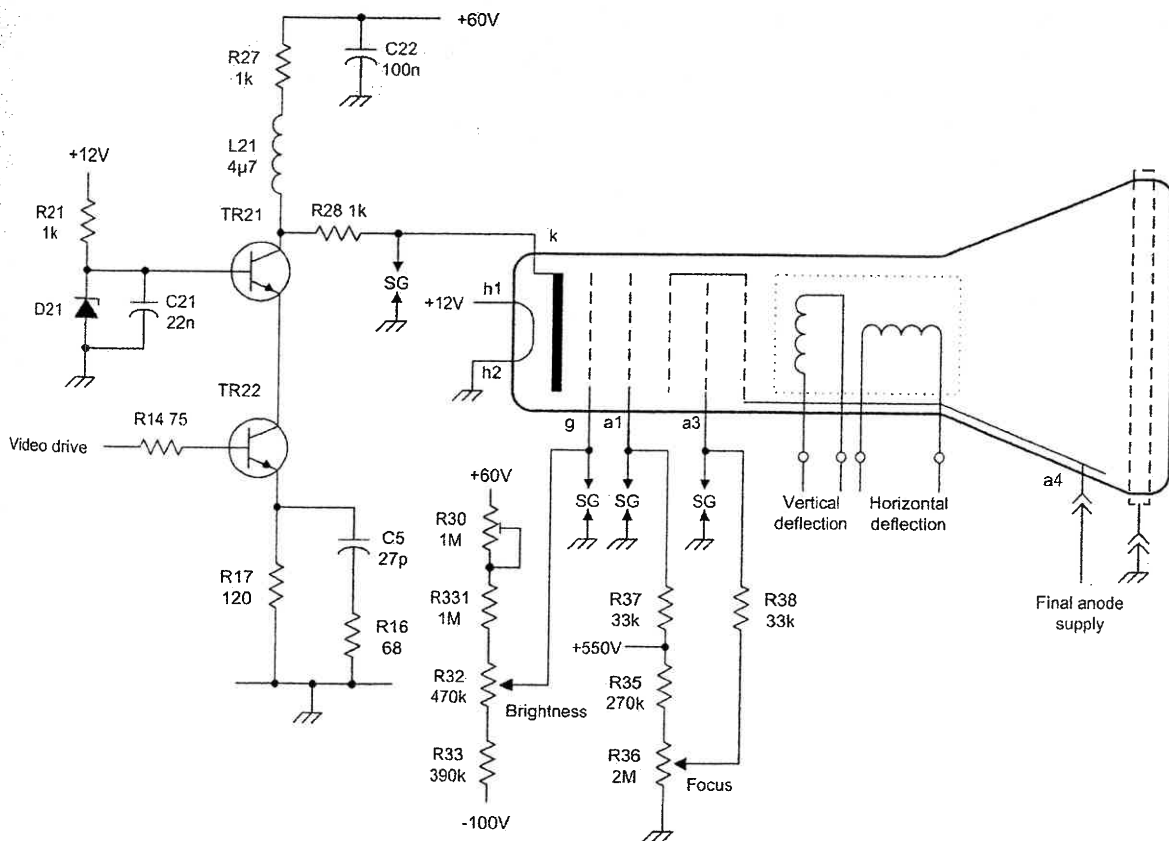 +60V
R27
1k
C22
100n
L21
4µ7
+12V
R21
1k
TR21
R28 1k
k
D21
C21
22n
SG
+12V
h1
h2
TR22
R14 75
Video drive
g
a1
a3
a4
SG
SG
SG
Vertical
deflection
Horizontal
deflection
Final anode
supply
C5
27p
R17
120
R16
68
+60V
R30
1M
R331
1M
R32
470k
Brightness
R33
390k
-100V
R37
33k
R38
33k
+550V
R35
270k
R36
2M
Focus